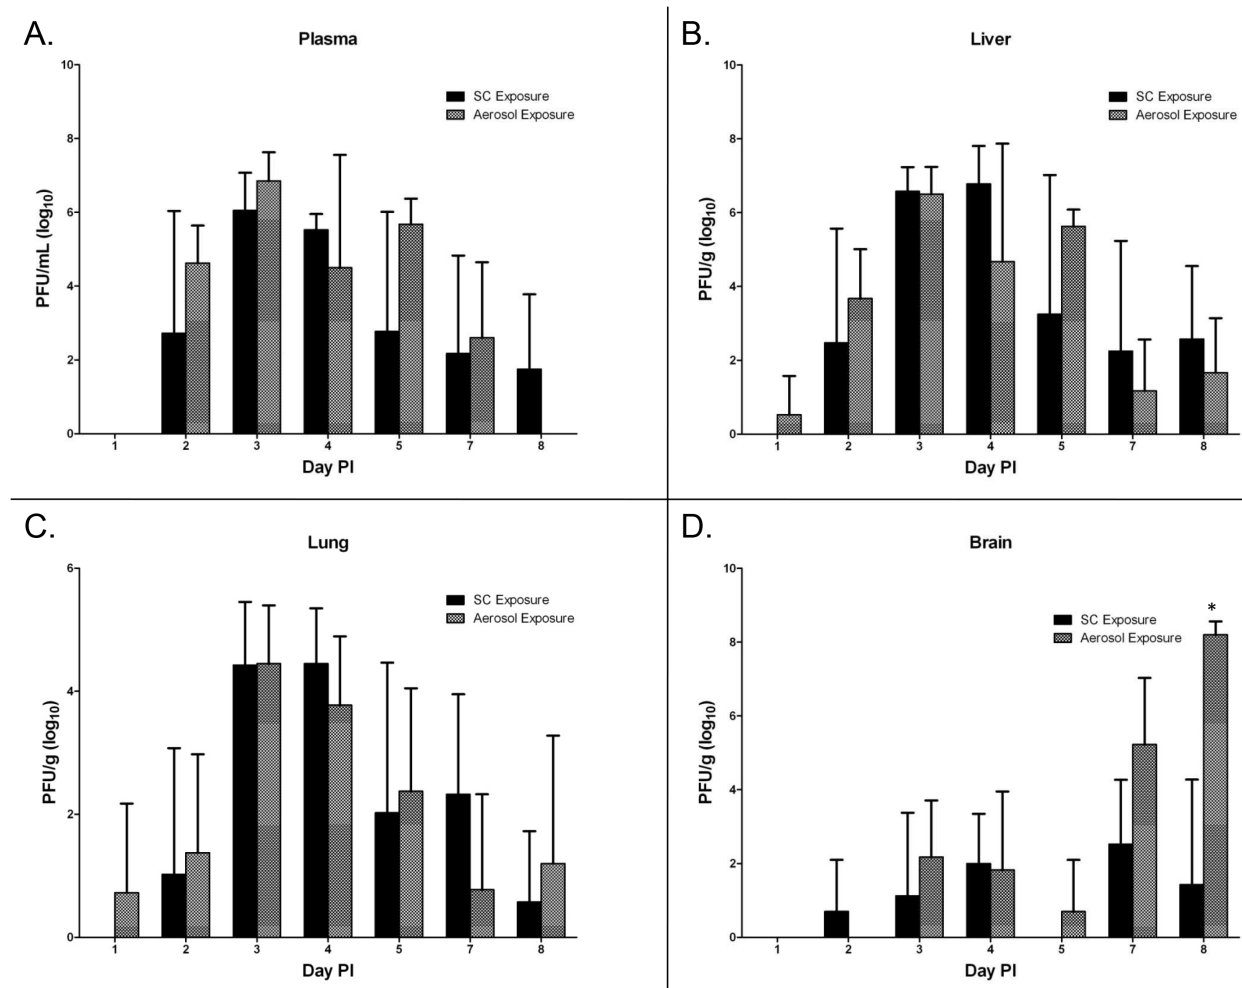 A.
Plasma
10
8
6
4
2
0
PFU/mL (log10)
SC Exposure
Aerosol Exposure
1 2 3 4 5 7 8
Day PI
B.
Liver
10
8
6
4
2
0
PFU/g (log10)
SC Exposure
Aerosol Exposure
1 2 3 4 5 7 8
Day PI
C.
Lung
6
4
2
0
PFU/g (log10)
SC Exposure
Aerosol Exposure
1 2 3 4 5 7 8
Day PI
D.
Brain
10
8
6
4
2
0
PFU/g (log10)
SC Exposure
Aerosol Exposure
*
1 2 3 4 5 7 8
Day PI